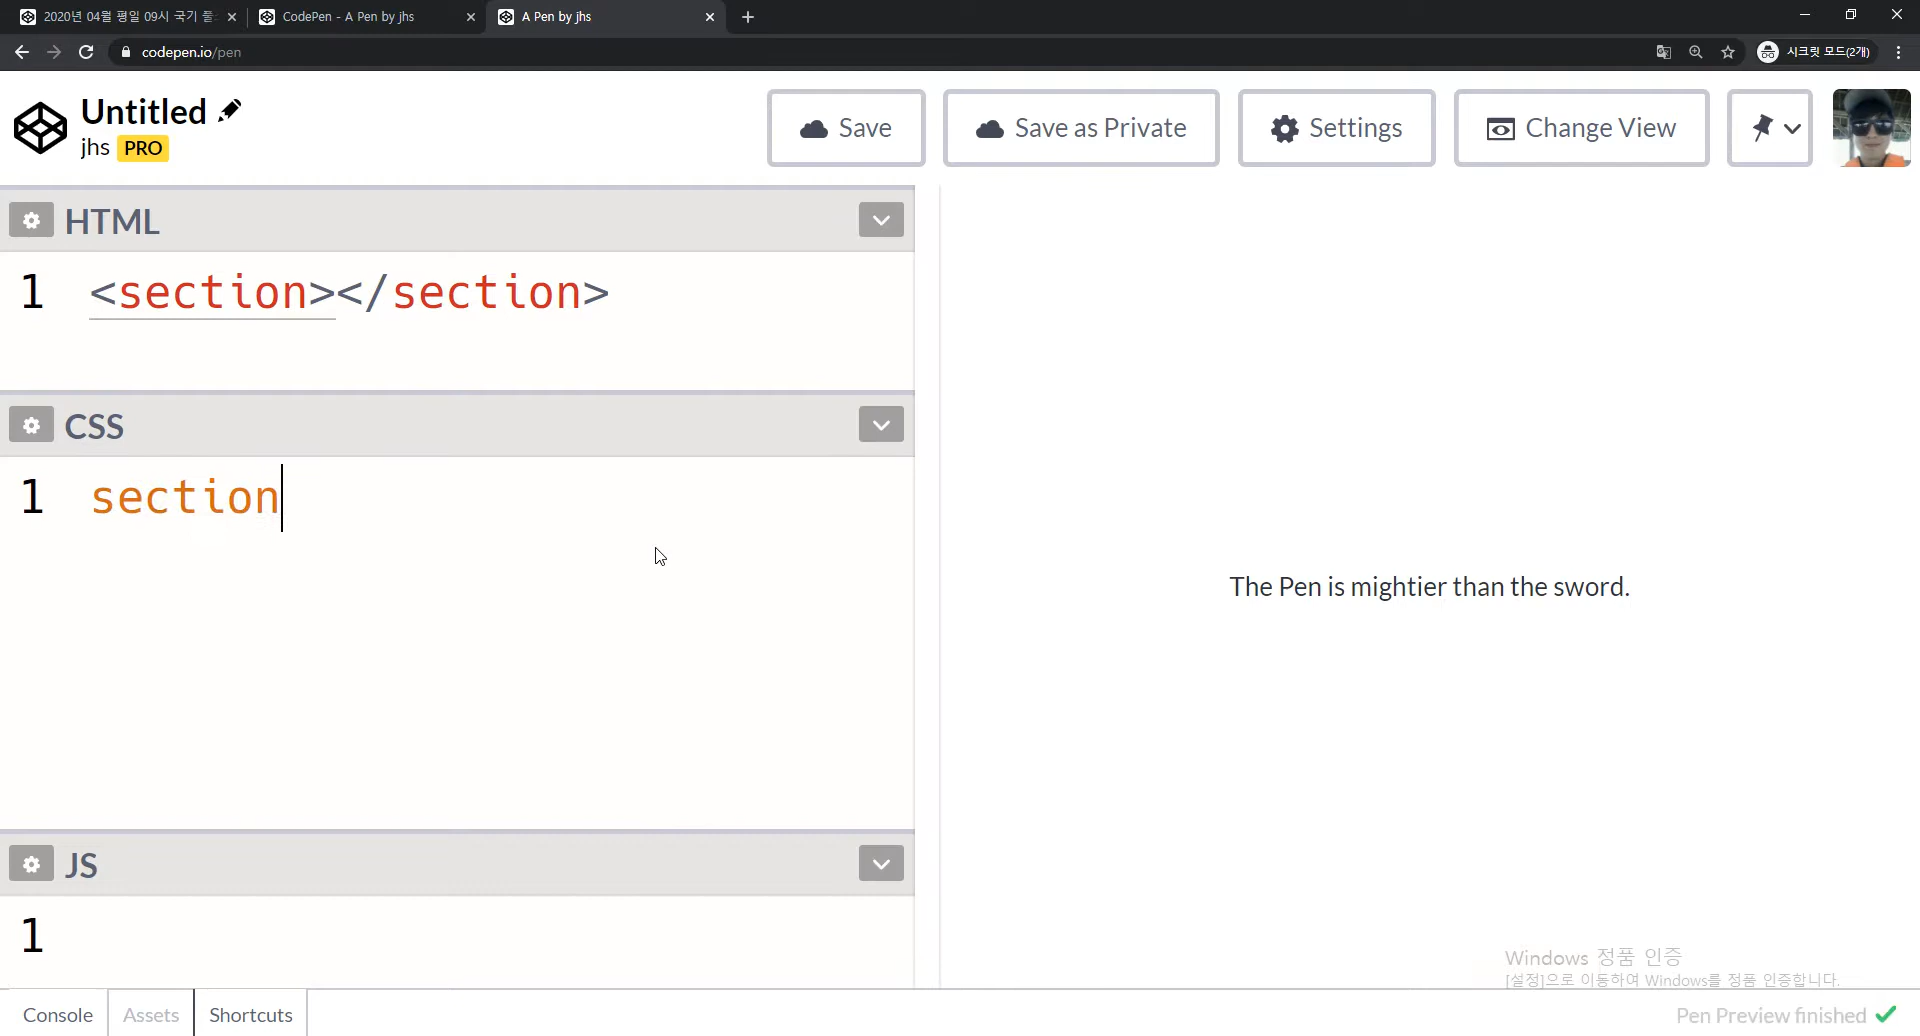 2020년 04월 평일 09시 국기
CodePen - A Pen by jhs
A Pen by jhs
codepen.io/pen
시크릿 모드(2개)
Untitled
jhs PRO
Save
Save as Private
Settings
Change View
HTML
1 <section></section>
CSS
1 section
The Pen is mightier than the sword.
JS
1
Windows 정품 인증
[설정]으로 이동하여 Windows를 정품 인증합니다.
Console
Assets
Shortcuts
Pen Preview finished